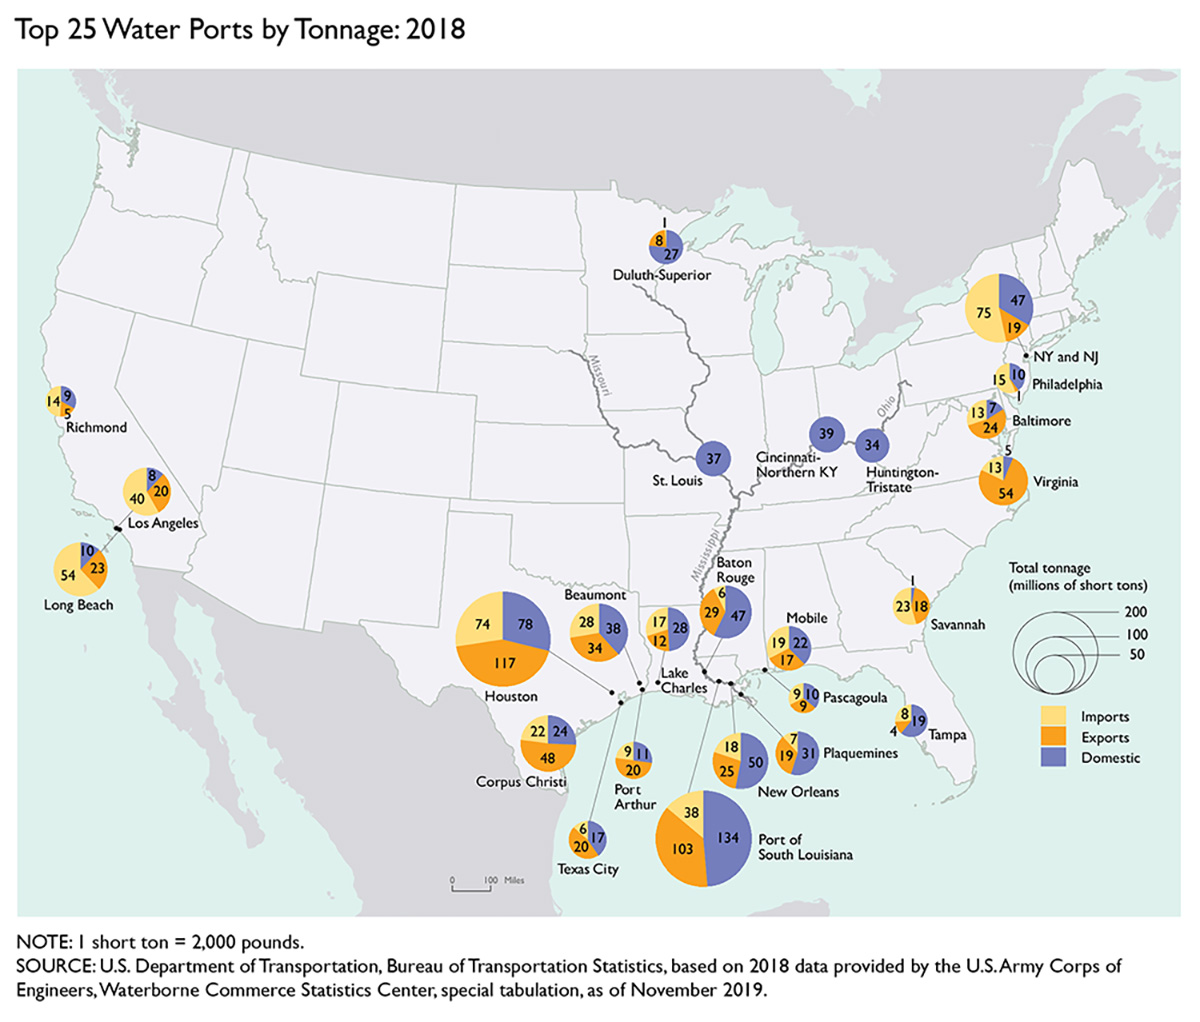 Top 25 Water Ports by Tonnage: 2018
1
8
27
Duluth-Superior
75
47
19
NY and NJ
15
10
1
Philadelphia
13
7
24
Baltimore
5
13
54
Virginia
Missouri
Ohio
Mississippi
14
9
5
Richmond
37
St. Louis
39
Cincinnati-
Northern KY
34
Huntington-
Tristate
40
8
20
Los Angeles
54
10
23
Long Beach
Baton
Rouge
6
29
47
Beaumont
28
38
34
74
78
117
Houston
17
28
12
Lake
Charles
Mobile
19
22
17
1
23
18
Savannah
9
10
9
Pascagoula
8
19
4
Tampa
22
24
48
Corpus Christi
9
11
20
Port
Arthur
18
50
25
New Orleans
7
19
31
Plaquemines
6
17
20
Texas City
38
134
103
Port of
South Louisiana
Total tonnage
(millions of short tons)
200
100
50
Imports
Exports
Domestic
0 100 Miles
NOTE: 1 short ton = 2,000 pounds.
SOURCE: U.S. Department of Transportation, Bureau of Transportation Statistics, based on 2018 data provided by the U.S. Army Corps of
Engineers, Waterborne Commerce Statistics Center, special tabulation, as of November 2019.